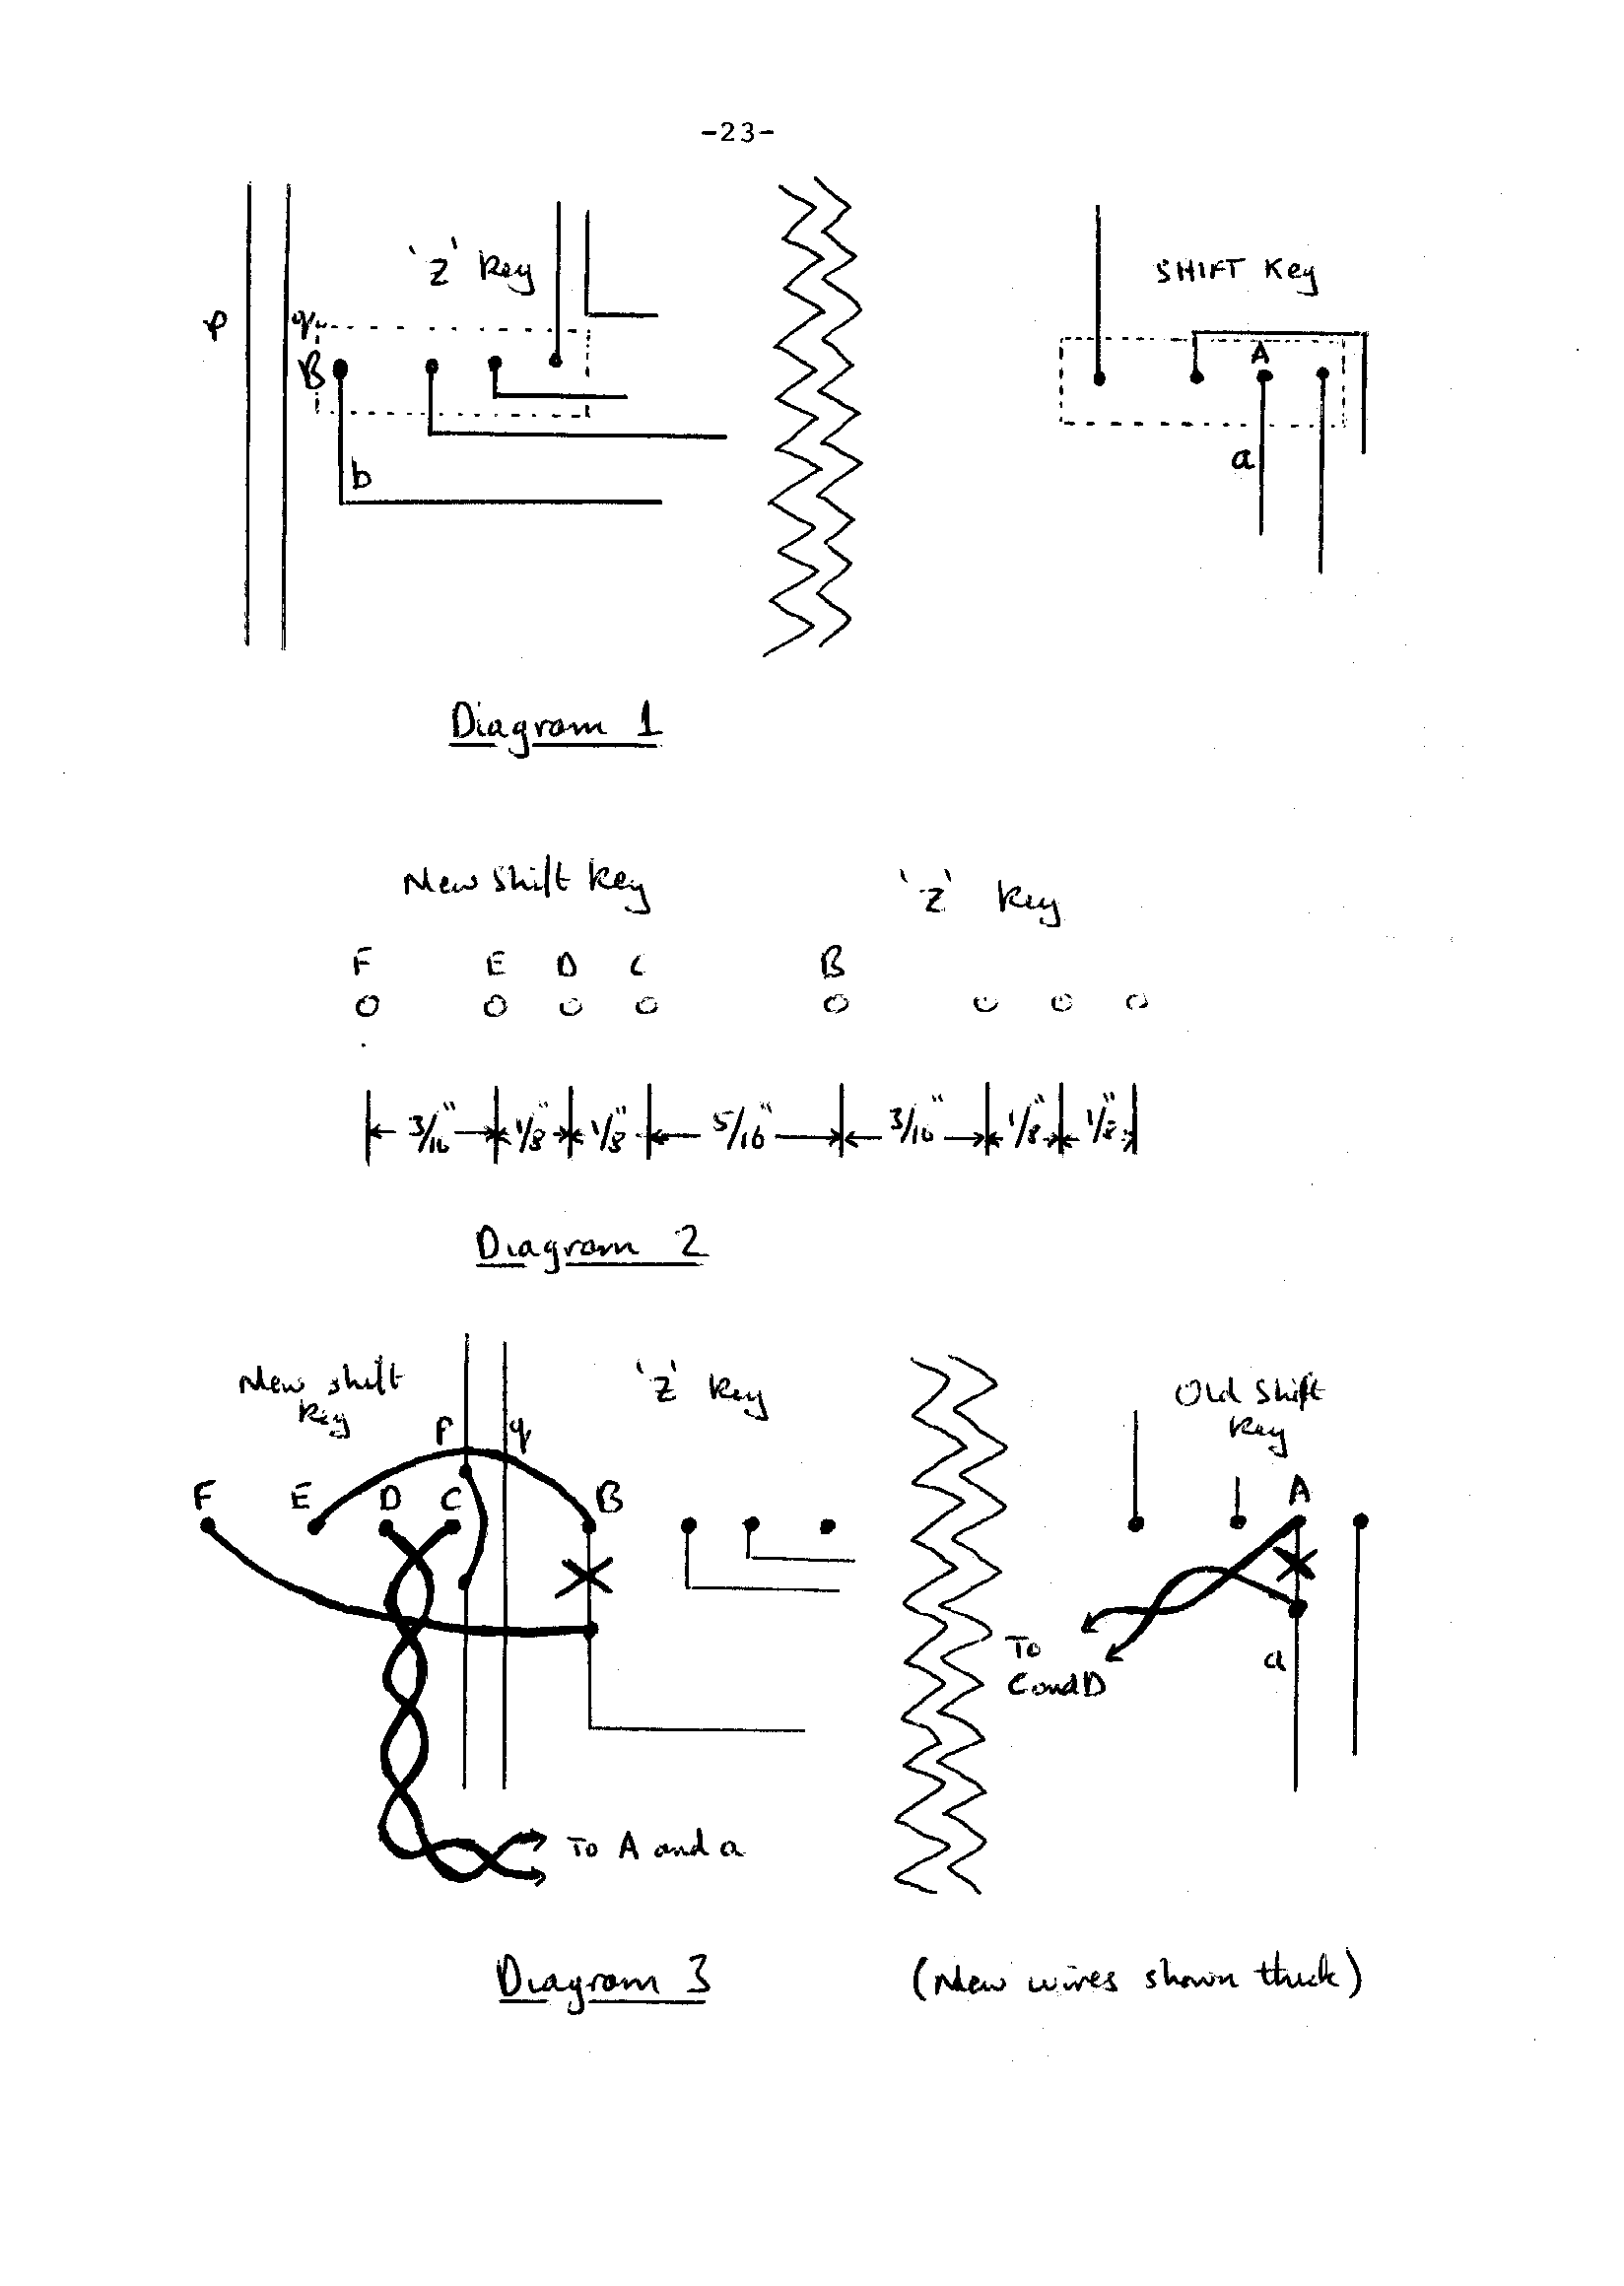 -23-
'Z' Key
SHIFT Key
p
q
B
A
b
a
Diagram 1
New Shift Key
'Z' Key
F E D C B
3/16" 1/8" 1/8" 5/16" 3/16" 1/8" 1/8"
Diagram 2
New shift
key
'Z' Key
Old Shift
Key
p q
F E D C B
A
To
C and D
a
To A and a
Diagram 3
(New wires shown thick)